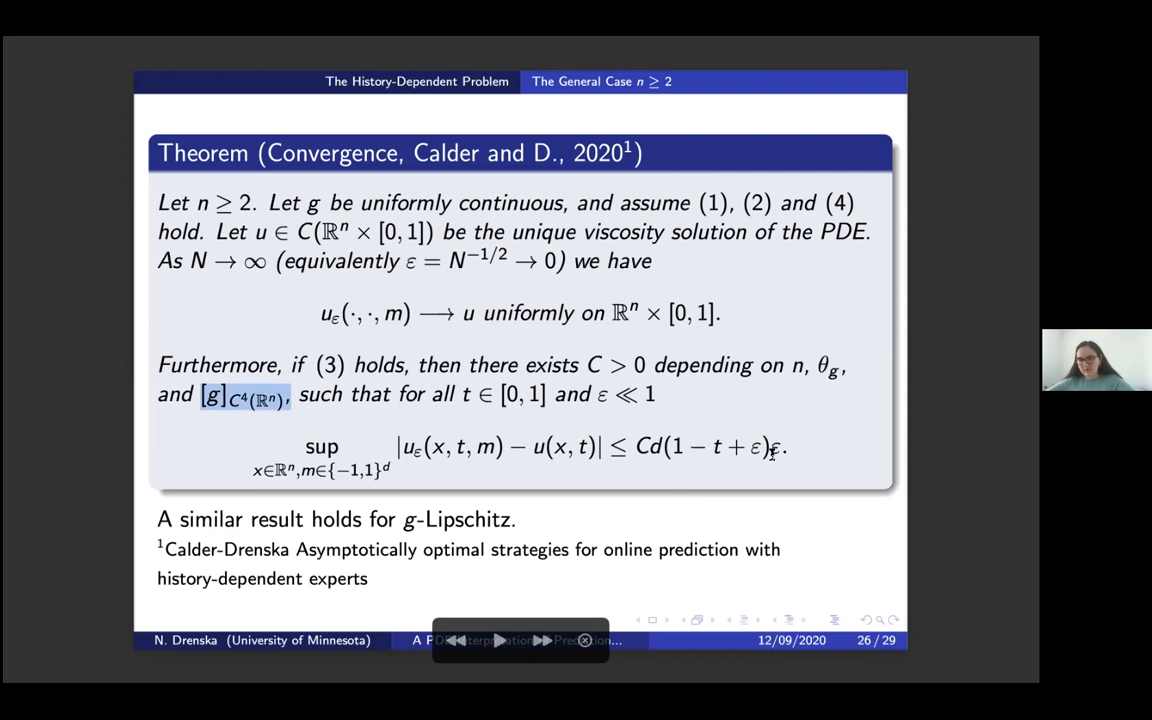 The History-Dependent Problem The General Case n ≥ 2
Theorem (Convergence, Calder and D., 2020¹)
Let n ≥ 2. Let g be uniformly continuous, and assume (1), (2) and (4)
hold. Let u ∈ C(ℝⁿ × [0, 1]) be the unique viscosity solution of the PDE.
As N → ∞ (equivalently ε = N^{-1/2} → 0) we have
u_ε(·, ·, m) ⟶ u uniformly on ℝⁿ × [0, 1].
Furthermore, if (3) holds, then there exists C > 0 depending on n, θ_g,
and [g]_{C⁴(ℝⁿ)}, such that for all t ∈ [0, 1] and ε ≪ 1
sup_{x∈ℝⁿ,m∈{−1,1}^d} |u_ε(x, t, m) − u(x, t)| ≤ Cd(1 − t + ε)ε.
A similar result holds for g-Lipschitz.
¹Calder-Drenska Asymptotically optimal strategies for online prediction with
history-dependent experts
N. Drenska (University of Minnesota) A P on... 12/09/2020 26 / 29